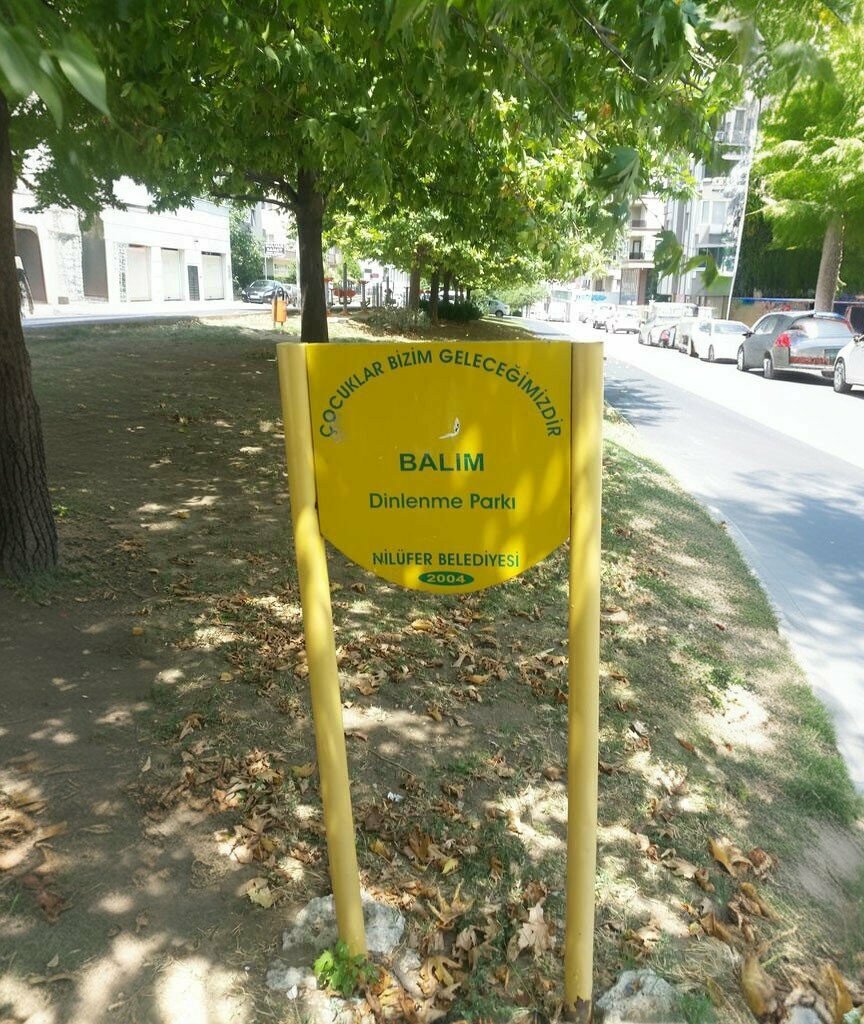 ÇOCUKLAR BİZİM GELECEĞİMİZDİR
BALIM
Dinlenme Parkı
NİLÜFER BELEDİYESİ
2004